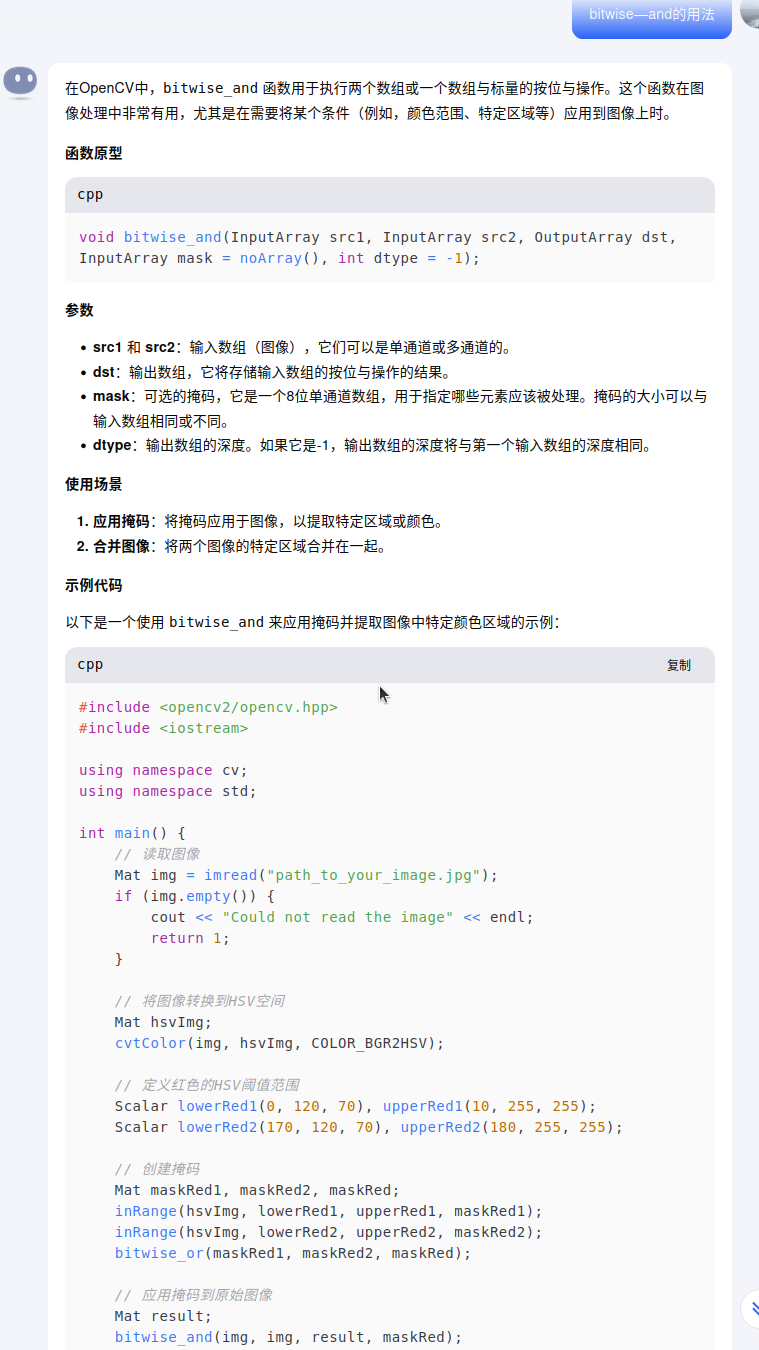 bitwise—and的用法
在OpenCV中，bitwise_and 函数用于执行两个数组或一个数组与标量的按位与操作。这个函数在图
像处理中非常有用，尤其是在需要将某个条件（例如，颜色范围、特定区域等）应用到图像上时。
函数原型
cpp
void bitwise_and(InputArray src1, InputArray src2, OutputArray dst,
InputArray mask = noArray(), int dtype = -1);
参数
• src1 和 src2：输入数组（图像），它们可以是单通道或多通道的。
• dst：输出数组，它将存储输入数组的按位与操作的结果。
• mask：可选的掩码，它是一个8位单通道数组，用于指定哪些元素应该被处理。掩码的大小可以与
输入数组相同或不同。
• dtype：输出数组的深度。如果它是-1，输出数组的深度将与第一个输入数组的深度相同。
使用场景
1. 应用掩码：将掩码应用于图像，以提取特定区域或颜色。
2. 合并图像：将两个图像的特定区域合并在一起。
示例代码
以下是一个使用 bitwise_and 来应用掩码并提取图像中特定颜色区域的示例：
cpp 复制
#include <opencv2/opencv.hpp>
#include <iostream>
using namespace cv;
using namespace std;
int main() {
// 读取图像
Mat img = imread("path_to_your_image.jpg");
if (img.empty()) {
cout << "Could not read the image" << endl;
return 1;
}
// 将图像转换到HSV空间
Mat hsvImg;
cvtColor(img, hsvImg, COLOR_BGR2HSV);
// 定义红色的HSV阈值范围
Scalar lowerRed1(0, 120, 70), upperRed1(10, 255, 255);
Scalar lowerRed2(170, 120, 70), upperRed2(180, 255, 255);
// 创建掩码
Mat maskRed1, maskRed2, maskRed;
inRange(hsvImg, lowerRed1, upperRed1, maskRed1);
inRange(hsvImg, lowerRed2, upperRed2, maskRed2);
bitwise_or(maskRed1, maskRed2, maskRed);
// 应用掩码到原始图像
Mat result;
bitwise_and(img, img, result, maskRed);